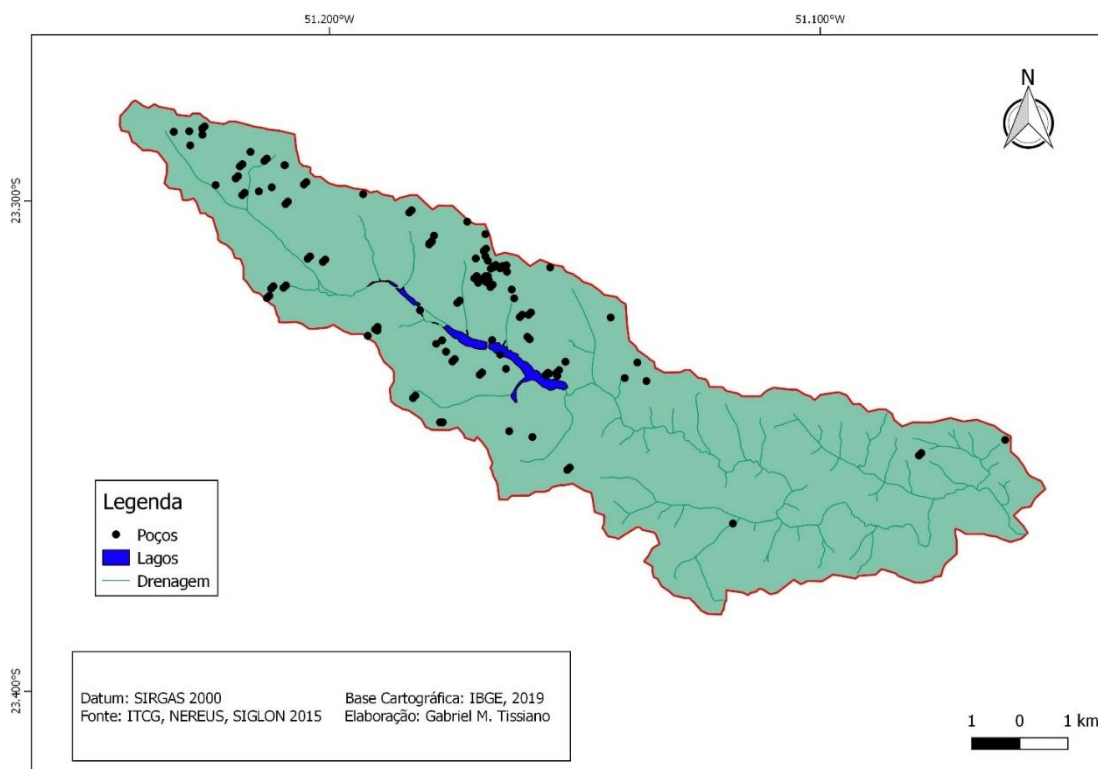 51.200°W
51.100°W
N
23.300°S
Legenda
Poços
Lagos
Drenagem
23.400°S
Datum: SIRGAS 2000
Base Cartográfica: IBGE, 2019
Fonte: ITCG, NEREUS, SIGLON 2015
Elaboração: Gabriel M. Tissiano
1 0 1 km